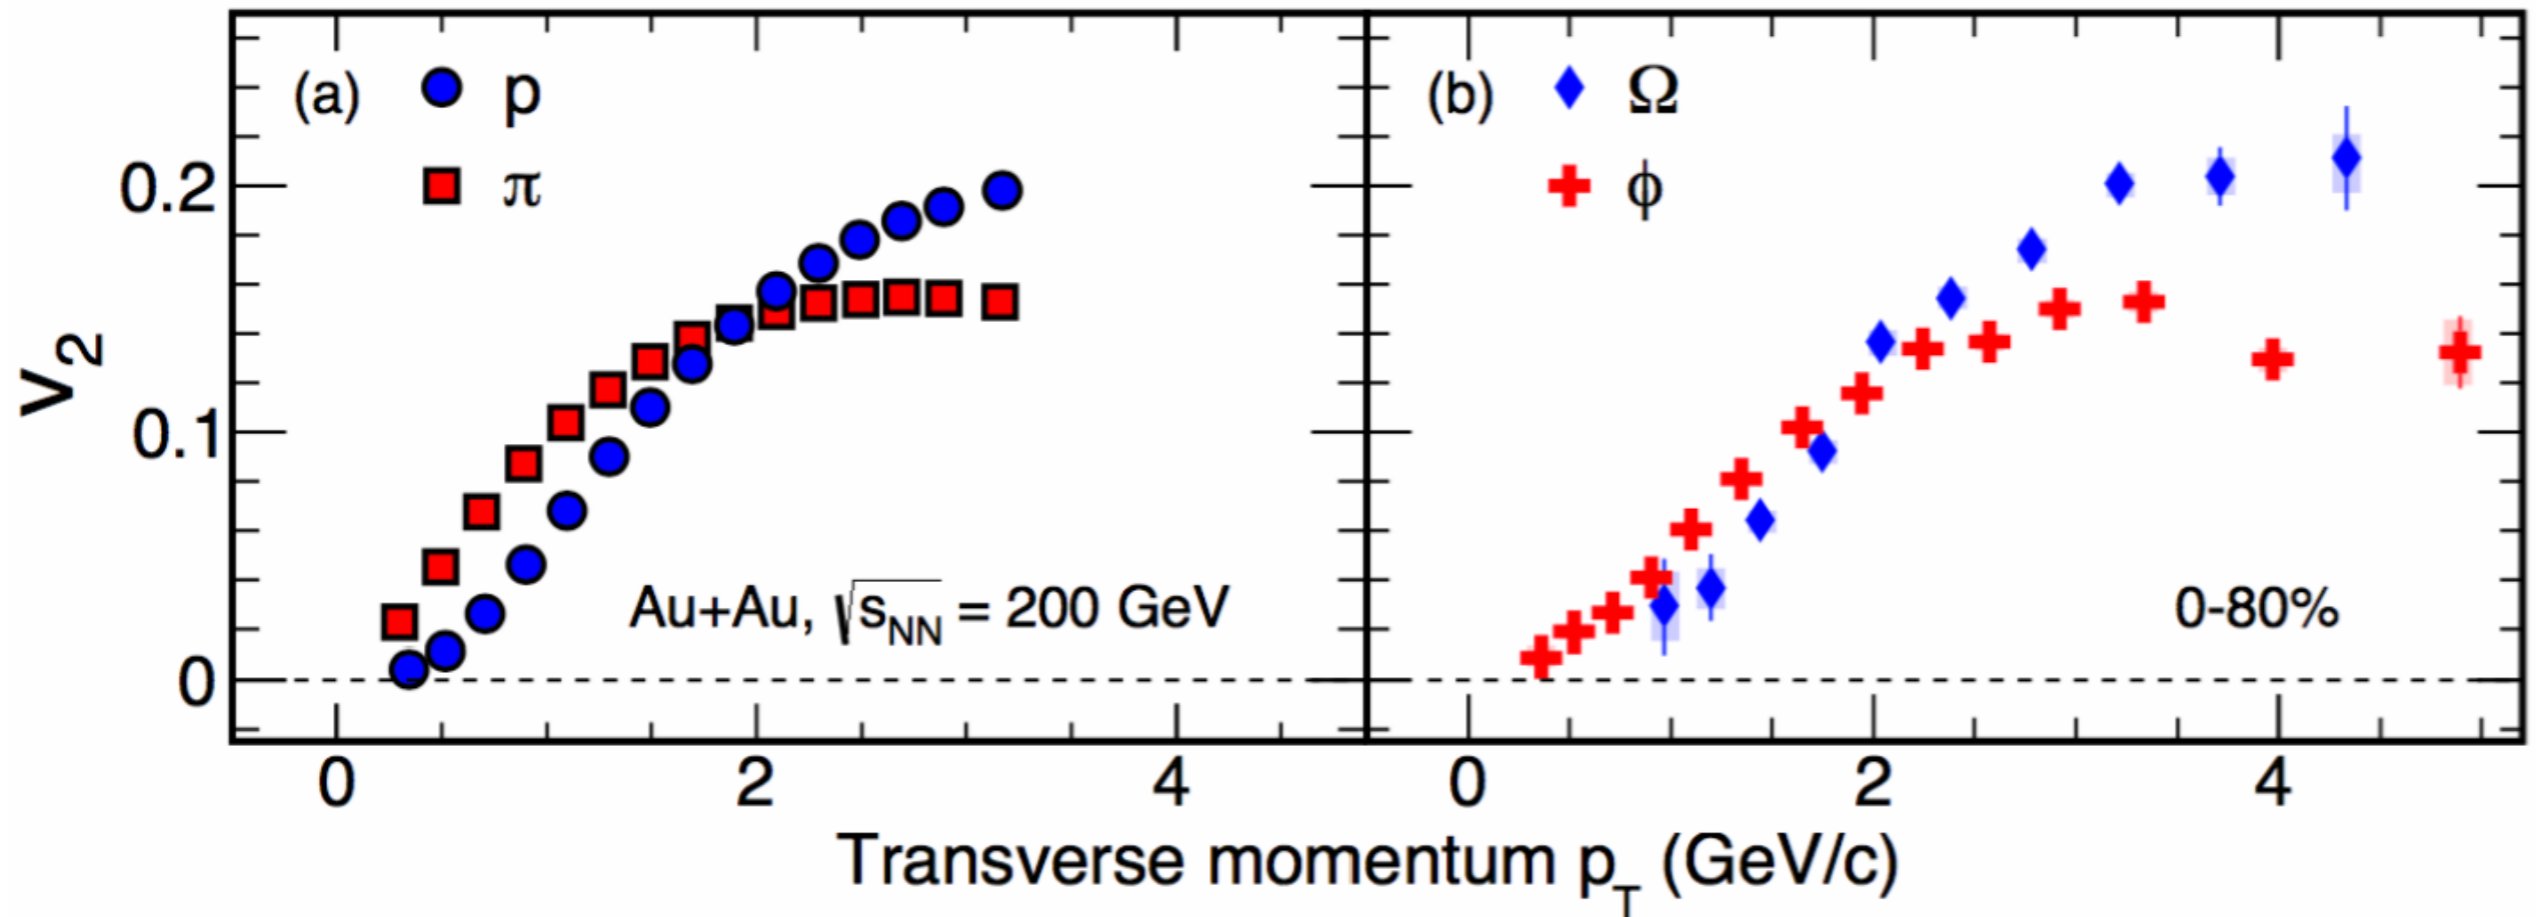 (a) p
π
(b) Ω
ϕ
v₂
0.2
0.1
0
Au+Au, √sNN = 200 GeV
0-80%
0 2 4
0 2 4
Transverse momentum pT (GeV/c)